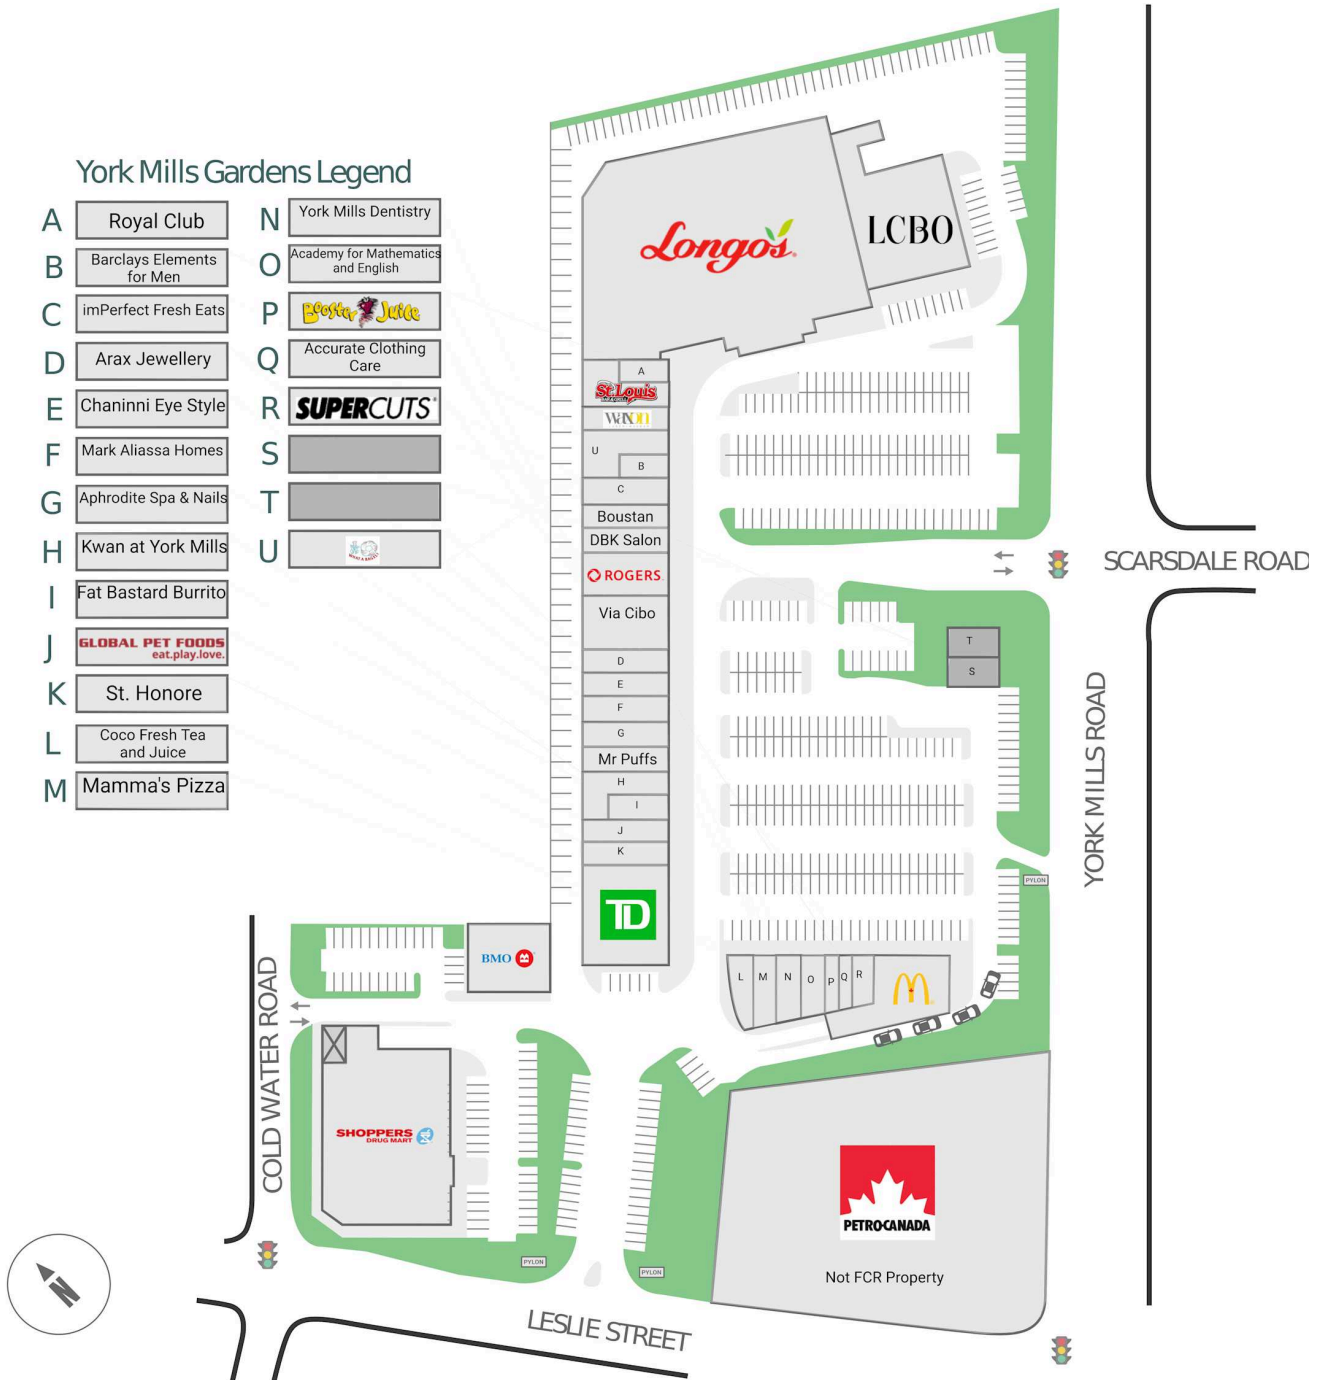 York Mills Gardens Legend
A
Royal Club
B
Barclays Elements
for Men
C
imPerfect Fresh Eats
D
Arax Jewellery
E
Chaninni Eye Style
F
Mark Aliassa Homes
G
Aphrodite Spa & Nails
H
Kwan at York Mills
I
Fat Bastard Burrito
J
GLOBAL PET FOODS
eat.play.love.
K
St. Honore
L
Coco Fresh Tea
and Juice
M
Mamma's Pizza
N
York Mills Dentistry
O
Academy for Mathematics
and English
P
Booster Juice
Q
Accurate Clothing
Care
R
SUPERCUTS
S
T
U
Longo's
LCBO
A
St.Louis
waxon
U
B
C
Boustan
DBK Salon
ROGERS
Via Cibo
D
E
F
G
Mr Puffs
H
I
J
K
TD
BMO
SHOPPERS
DRUG MART
L M N O P Q R
T
S
PYLON
PYLON
PYLON
PETRO-CANADA
Not FCR Property
SCARSDALE ROAD
YORK MILLS ROAD
COLD WATER ROAD
LESLIE STREET
N